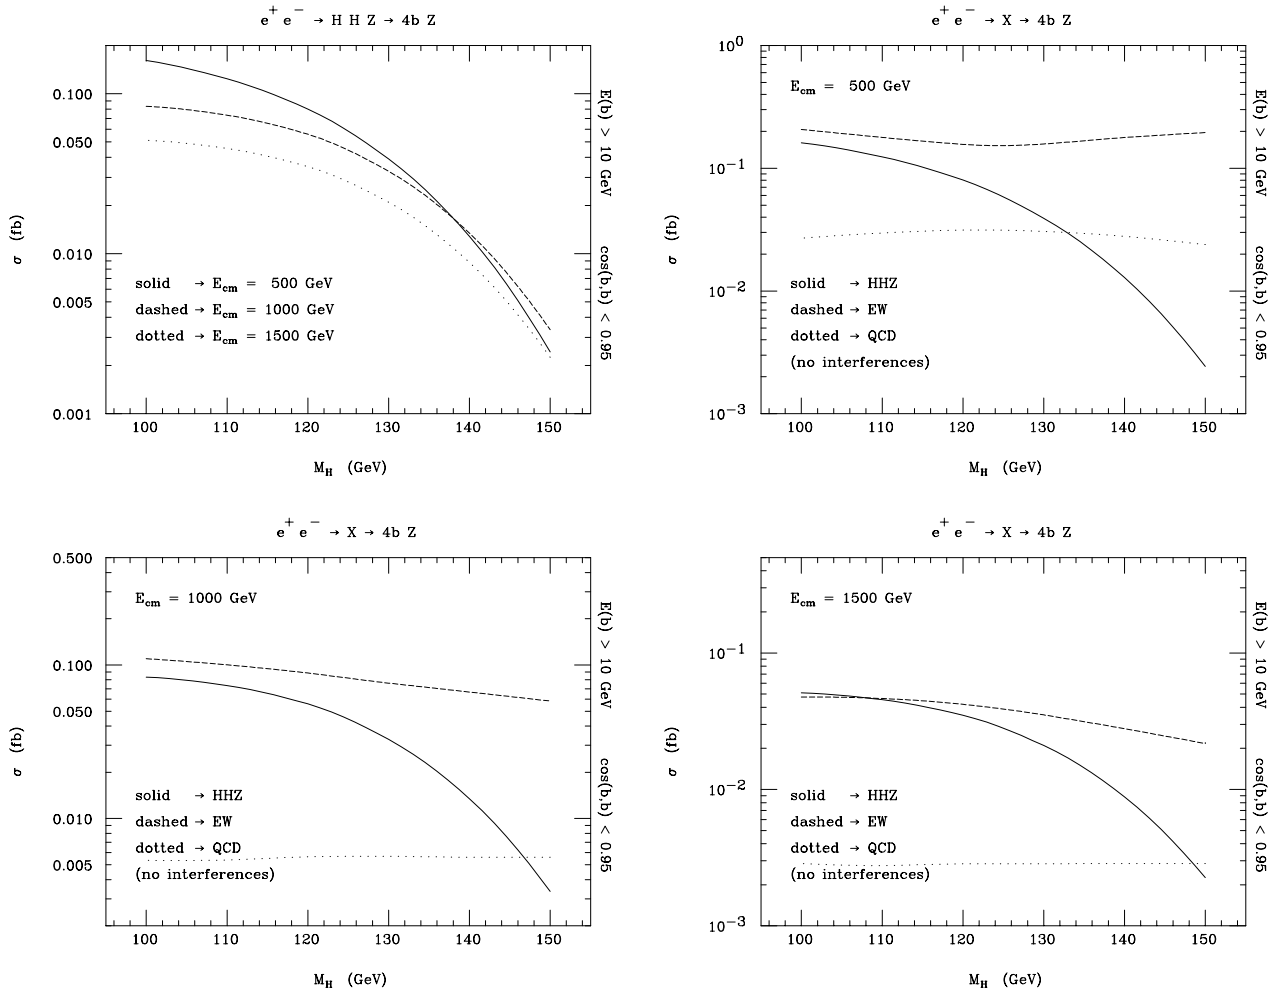 e+ e− → H H Z → 4b Z
0.100
0.050
0.010
0.005
0.001
σ (fb)
solid → Ecm = 500 GeV
dashed → Ecm = 1000 GeV
dotted → Ecm = 1500 GeV
100 110 120 130 140 150
MH (GeV)
E(b) > 10 GeV cos(b,b) < 0.95
e+ e− → X → 4b Z
10^0
10^−1
10^−2
10^−3
σ (fb)
Ecm = 500 GeV
solid → HHZ
dashed → EW
dotted → QCD
(no interferences)
100 110 120 130 140 150
MH (GeV)
E(b) > 10 GeV cos(b,b) < 0.95
e+ e− → X → 4b Z
0.500
0.100
0.050
0.010
0.005
σ (fb)
Ecm = 1000 GeV
solid → HHZ
dashed → EW
dotted → QCD
(no interferences)
100 110 120 130 140 150
MH (GeV)
E(b) > 10 GeV cos(b,b) < 0.95
e+ e− → X → 4b Z
10^−1
10^−2
10^−3
σ (fb)
Ecm = 1500 GeV
solid → HHZ
dashed → EW
dotted → QCD
(no interferences)
100 110 120 130 140 150
MH (GeV)
E(b) > 10 GeV cos(b,b) < 0.95